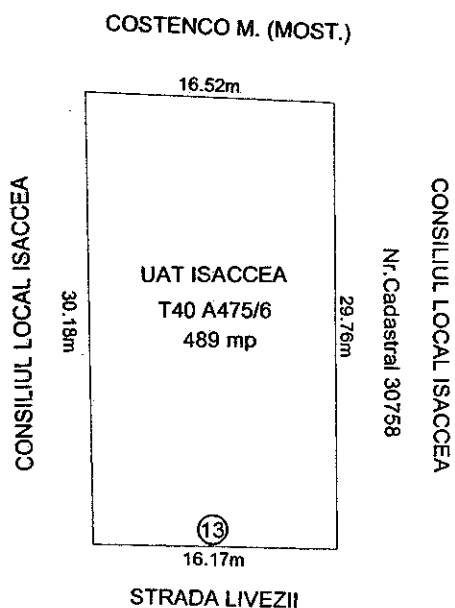 COSTENCO M. (MOST.)
16.52m
CONSILIUL LOCAL ISACCEA
30.18m
UAT ISACCEA
T40 A475/6
489 mp
29.76m
Nr.Cadastral 30758
CONSILIUL LOCAL ISACCEA
13
16.17m
STRADA LIVEZII